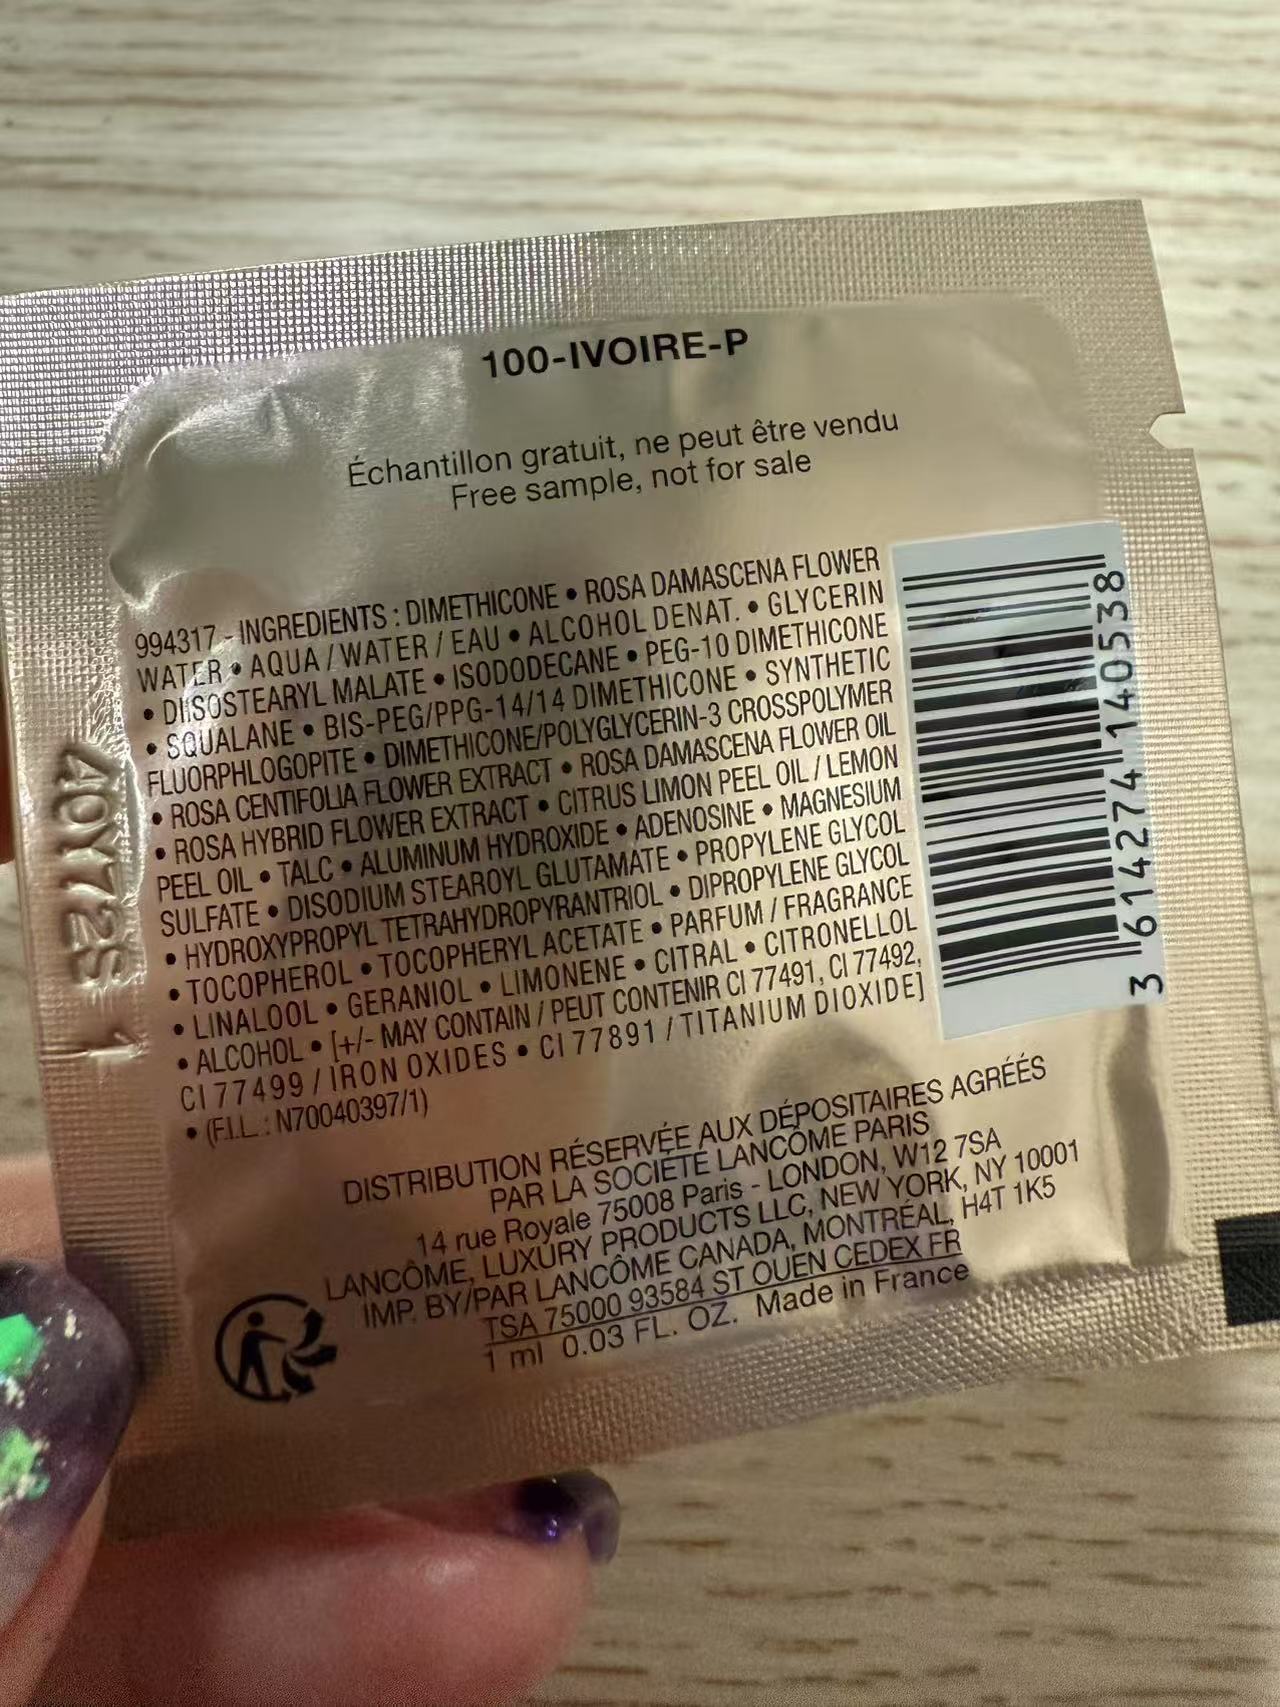 100-IVOIRE-P
Échantillon gratuit, ne peut être vendu
Free sample, not for sale
994317 - INGREDIENTS : DIMETHICONE • ROSA DAMASCENA FLOWER
WATER • AQUA / WATER / EAU • ALCOHOL DENAT. • GLYCERIN
• DIISOSTEARYL MALATE • ISODODECANE • PEG-10 DIMETHICONE
• SQUALANE • BIS-PEG/PPG-14/14 DIMETHICONE • SYNTHETIC
FLUORPHLOGOPITE • DIMETHICONE/POLYGLYCERIN-3 CROSSPOLYMER
• ROSA CENTIFOLIA FLOWER EXTRACT • ROSA DAMASCENA FLOWER OIL
• ROSA HYBRID FLOWER EXTRACT • CITRUS LIMON PEEL OIL / LEMON
PEEL OIL • TALC • ALUMINUM HYDROXIDE • ADENOSINE • MAGNESIUM
SULFATE • DISODIUM STEAROYL GLUTAMATE • PROPYLENE GLYCOL
• HYDROXYPROPYL TETRAHYDROPYRANTRIOL • DIPROPYLENE GLYCOL
• TOCOPHEROL • TOCOPHERYL ACETATE • PARFUM / FRAGRANCE
• LINALOOL • GERANIOL • LIMONENE • CITRAL • CITRONELLOL
• ALCOHOL • [+/- MAY CONTAIN / PEUT CONTENIR CI 77491, CI 77492,
CI 77499 / IRON OXIDES • CI 77891 / TITANIUM DIOXIDE]
• (F.I.L. : N70040397/1)
3 614274 140538
40Y72S 1
DISTRIBUTION RÉSERVÉE AUX DÉPOSITAIRES AGRÉÉS
PAR LA SOCIÉTÉ LANCÔME PARIS
14 rue Royale 75008 Paris - LONDON, W12 7SA
LANCÔME, LUXURY PRODUCTS LLC, NEW YORK, NY 10001
IMP. BY/PAR LANCÔME CANADA, MONTRÉAL, H4T 1K5
TSA 75000 93584 ST OUEN CEDEX FR
1 ml 0.03 FL. OZ. Made in France